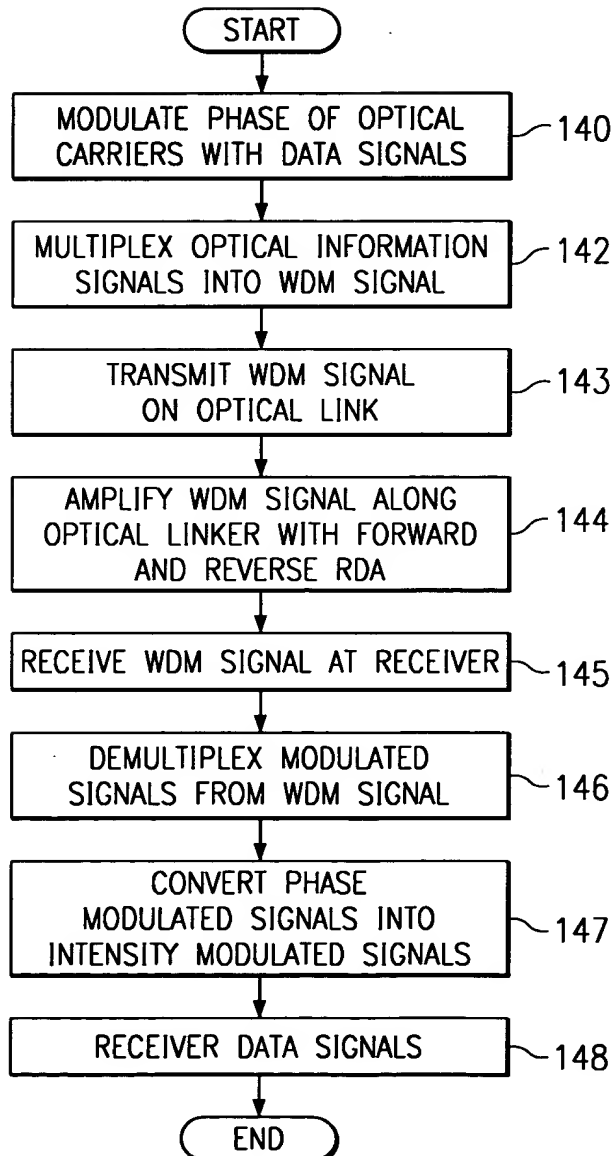 START
MODULATE PHASE OF OPTICAL
CARRIERS WITH DATA SIGNALS
140
MULTIPLEX OPTICAL INFORMATION
SIGNALS INTO WDM SIGNAL
142
TRANSMIT WDM SIGNAL
ON OPTICAL LINK
143
AMPLIFY WDM SIGNAL ALONG
OPTICAL LINKER WITH FORWARD
AND REVERSE RDA
144
RECEIVE WDM SIGNAL AT RECEIVER
145
DEMULTIPLEX MODULATED
SIGNALS FROM WDM SIGNAL
146
CONVERT PHASE
MODULATED SIGNALS INTO
INTENSITY MODULATED SIGNALS
147
RECEIVER DATA SIGNALS
148
END